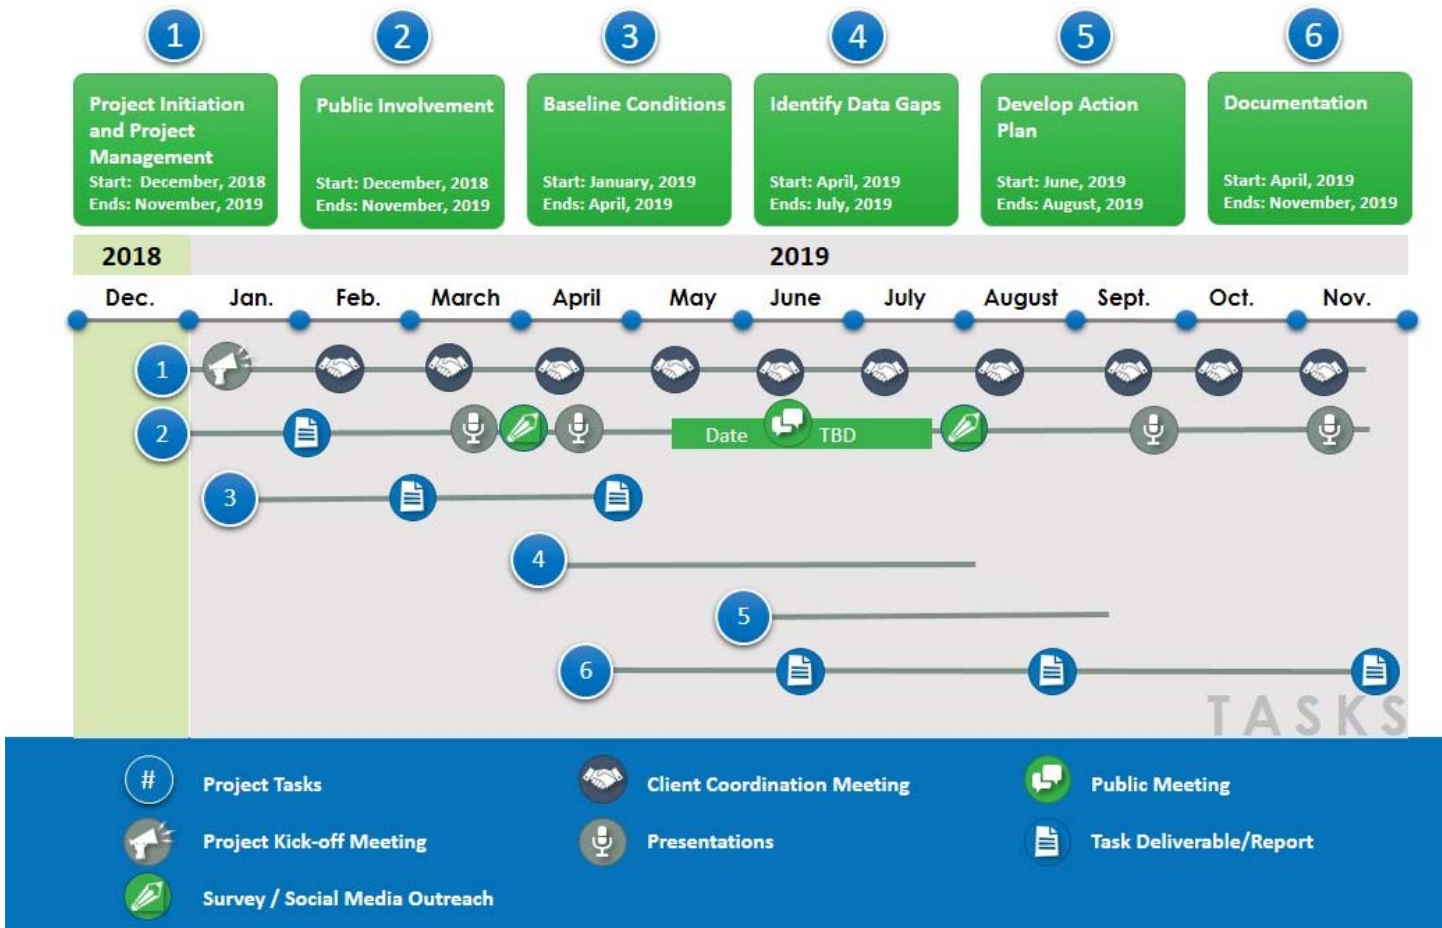 1
2
3
4
5
6
Project Initiation
and Project
Management
Start: December, 2018
Ends: November, 2019
Public Involvement
Start: December, 2018
Ends: November, 2019
Baseline Conditions
Start: January, 2019
Ends: April, 2019
Identify Data Gaps
Start: April, 2019
Ends: July, 2019
Develop Action
Plan
Start: June, 2019
Ends: August, 2019
Documentation
Start: April, 2019
Ends: November, 2019
2018
2019
Dec.
Jan.
Feb.
March
April
May
June
July
August
Sept.
Oct.
Nov.
1
2
Date
TBD
3
4
5
6
TASKS
# Project Tasks
Client Coordination Meeting
Public Meeting
Project Kick-off Meeting
Presentations
Task Deliverable/Report
Survey / Social Media Outreach